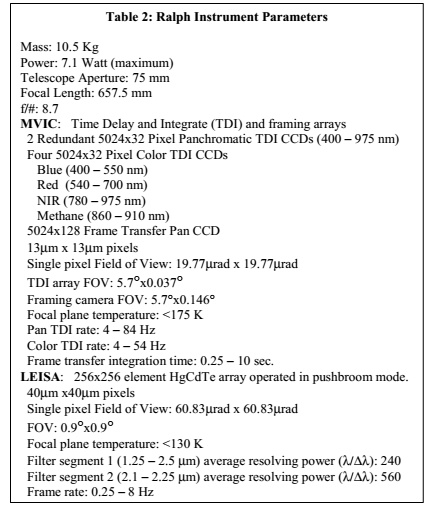 Table 2: Ralph Instrument Parameters
Mass: 10.5 Kg
Power: 7.1 Watt (maximum)
Telescope Aperture: 75 mm
Focal Length: 657.5 mm
f/#: 8.7
MVIC: Time Delay and Integrate (TDI) and framing arrays
2 Redundant 5024x32 Pixel Panchromatic TDI CCDs (400 – 975 nm)
Four 5024x32 Pixel Color TDI CCDs
Blue (400 – 550 nm)
Red (540 – 700 nm)
NIR (780 – 975 nm)
Methane (860 – 910 nm)
5024x128 Frame Transfer Pan CCD
13μm x 13μm pixels
Single pixel Field of View: 19.77μrad x 19.77μrad
TDI array FOV: 5.7°x0.037°
Framing camera FOV: 5.7°x0.146°
Focal plane temperature: <175 K
Pan TDI rate: 4 – 84 Hz
Color TDI rate: 4 – 54 Hz
Frame transfer integration time: 0.25 – 10 sec.
LEISA: 256x256 element HgCdTe array operated in pushbroom mode.
40μm x40μm pixels
Single pixel Field of View: 60.83μrad x 60.83μrad
FOV: 0.9°x0.9°
Focal plane temperature: <130 K
Filter segment 1 (1.25 – 2.5 μm) average resolving power (λ/Δλ): 240
Filter segment 2 (2.1 – 2.25 μm) average resolving power (λ/Δλ): 560
Frame rate: 0.25 – 8 Hz